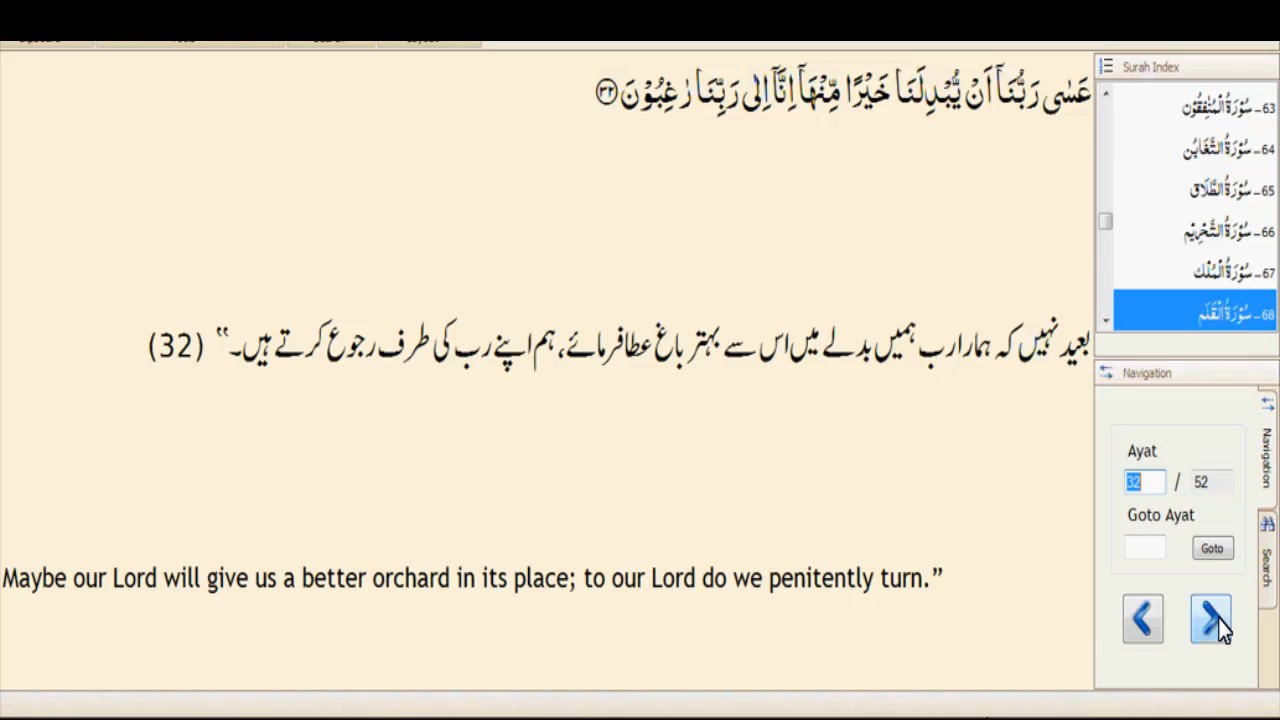 عَسٰى رَبُّنَاۤ اَنْ يُّبْدِلَنَا خَيْرًا مِّنْهَاۤ اِنَّاۤ اِلٰى رَبِّنَا رٰغِبُوْنَ ﴿۳۲﴾
بعید نہیں کہ ہمارا رب ہمیں بدلے میں اس سے بہتر باغ عطا فرمائے، ہم اپنے رب کی طرف رجوع کرتے ہیں۔‘‘ (32)
Maybe our Lord will give us a better orchard in its place; to our Lord do we penitently turn.”
Surah Index
63– سُوْرَةُ الْمُنٰفِقُوْن
64– سُوْرَةُ التَّغَابُن
65– سُوْرَةُ الطَّلَاق
66– سُوْرَةُ التَّحْرِيْم
67– سُوْرَةُ الْمُلْك
68– سُوْرَةُ الْقَلَم
Navigation
Ayat
32 / 52
Goto Ayat
Goto
Navigation
Search